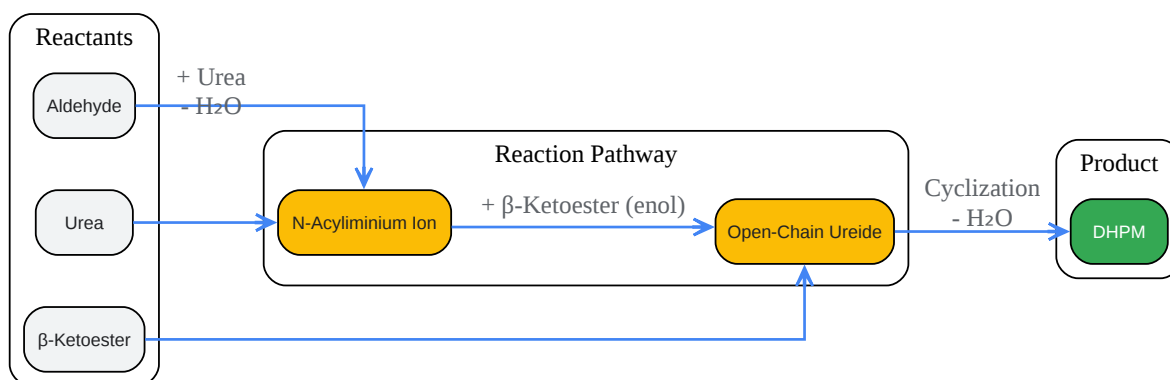 Reactants
Aldehyde
+ Urea
- H₂O
Urea
β-Ketoester
Reaction Pathway
N-Acyliminium Ion
+ β-Ketoester (enol)
Open-Chain Ureide
Cyclization
- H₂O
Product
DHPM